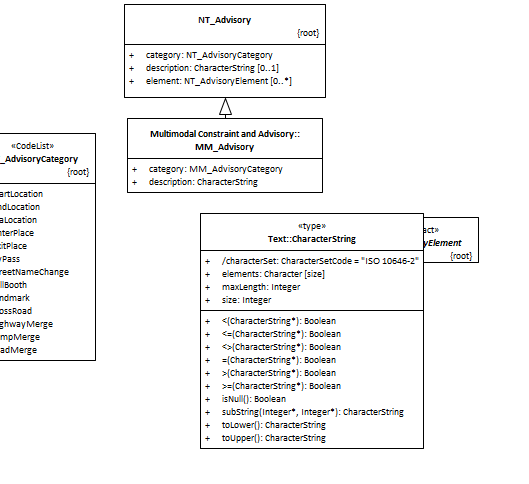 NT_Advisory
{root}
+ category: NT_AdvisoryCategory
+ description: CharacterString [0..1]
+ element: NT_AdvisoryElement [0..*]
Multimodal Constraint and Advisory::
MM_Advisory
+ category: MM_AdvisoryCategory
+ description: CharacterString
«CodeList»
_AdvisoryCategory
{root}
artLocation
ndLocation
aLocation
nterPlace
xitPlace
yPass
reetNameChange
llBooth
ndmark
ossRoad
ghwayMerge
mpMerge
adMerge
«type»
Text::CharacterString
+ /characterSet: CharacterSetCode = "ISO 10646-2"
+ elements: Character [size]
+ maxLength: Integer
+ size: Integer
+ <(CharacterString*): Boolean
+ <=(CharacterString*): Boolean
+ <>(CharacterString*): Boolean
+ =(CharacterString*): Boolean
+ >(CharacterString*): Boolean
+ >=(CharacterString*): Boolean
+ isNull(): Boolean
+ subString(Integer*, Integer*): CharacterString
+ toLower(): CharacterString
+ toUpper(): CharacterString
act»
yElement
{root}